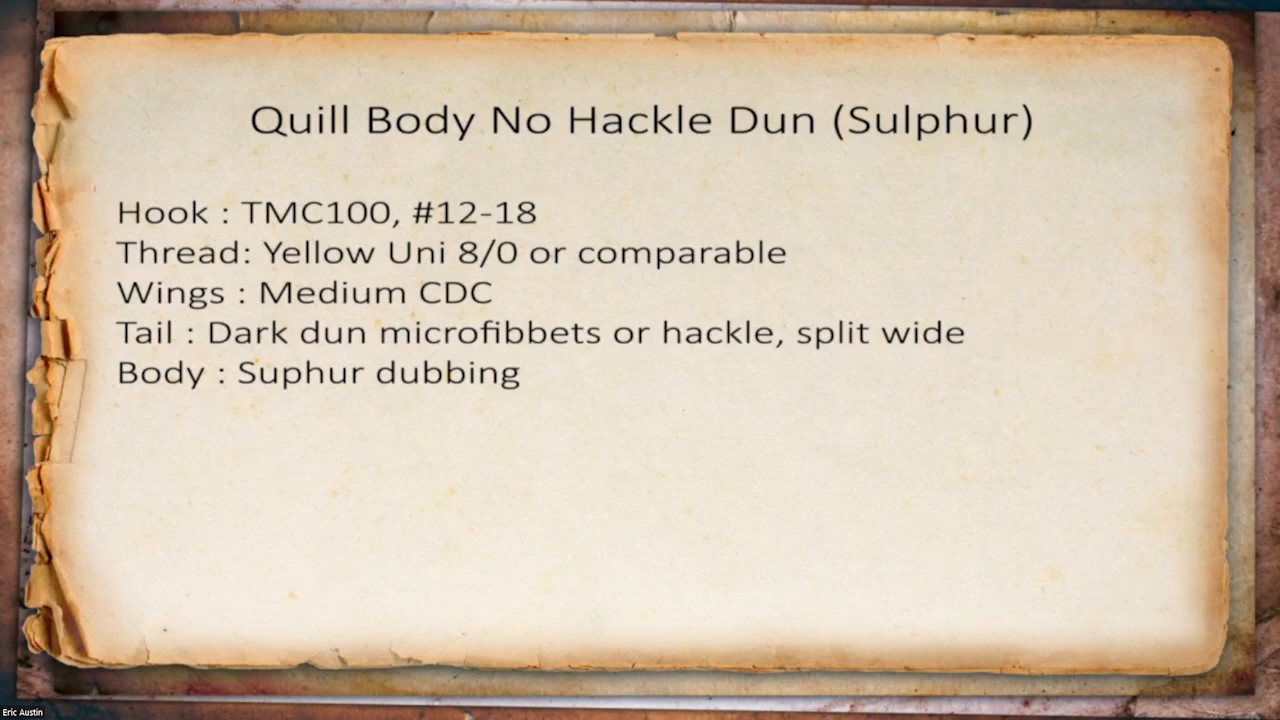 Quill Body No Hackle Dun (Sulphur)
Hook : TMC100, #12-18
Thread: Yellow Uni 8/0 or comparable
Wings : Medium CDC
Tail : Dark dun microfibbets or hackle, split wide
Body : Suphur dubbing
Eric Austin